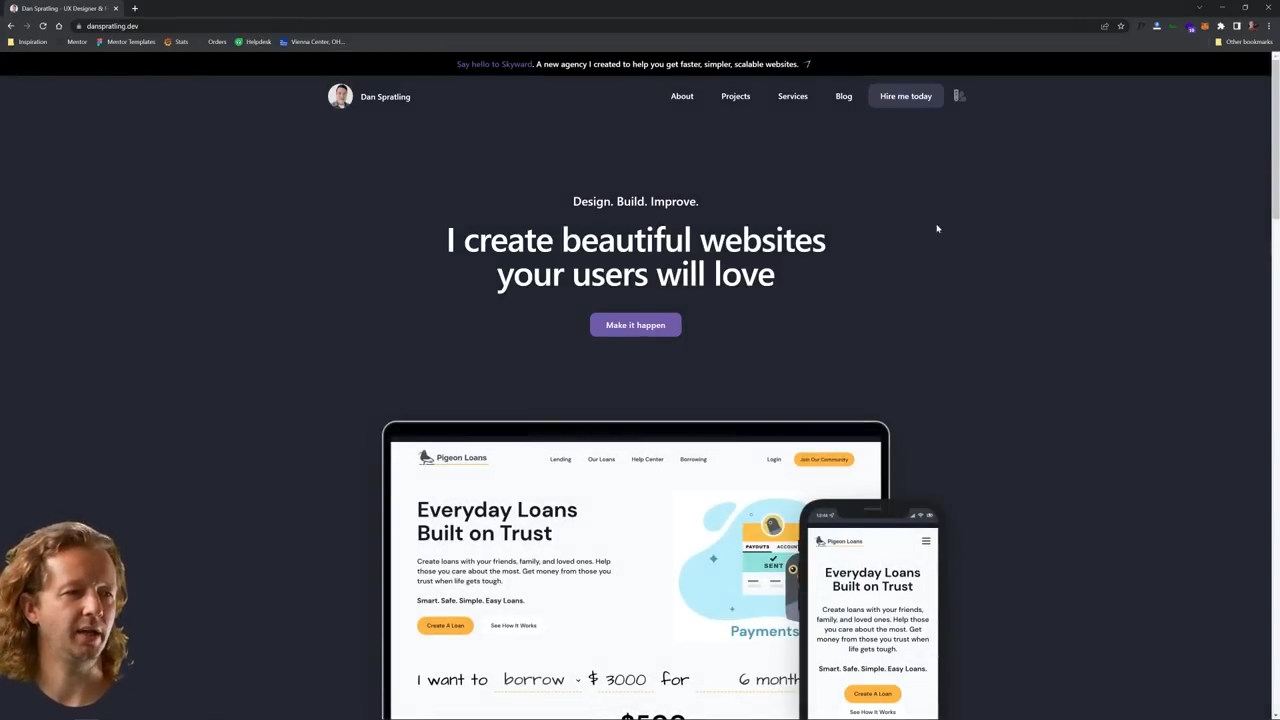 Dan Spratling - UX Designer & F
danspratling.dev
Inspiration
Mentor
Mentor Templates
Stats
Orders
Helpdesk
Vienna Center, OH...
Other bookmarks
Say hello to Skyward. A new agency I created to help you get faster, simpler, scalable websites.
Dan Spratling
About
Projects
Services
Blog
Hire me today
Design. Build. Improve.
I create beautiful websites
your users will love
Make it happen
Pigeon Loans
Lending
Our Loans
Help Center
Borrowing
Login
Join Our Community
Everyday Loans
Built on Trust
Create loans with your friends, family, and loved ones. Help
those you care about the most. Get money from those you
trust when life gets tough.
Smart. Safe. Simple. Easy Loans.
Create A Loan
See How It Works
PAYOUTS
ACCOUN
SENT
Payments
I want to borrow $ 3000 for 6 month
$500
12:44
Pigeon Loans
Everyday Loans
Built on Trust
Create loans with your friends,
family, and loved ones. Help those
you care about the most. Get
money from those you trust when
life gets tough.
Smart. Safe. Simple. Easy Loans.
Create A Loan
See How It Works